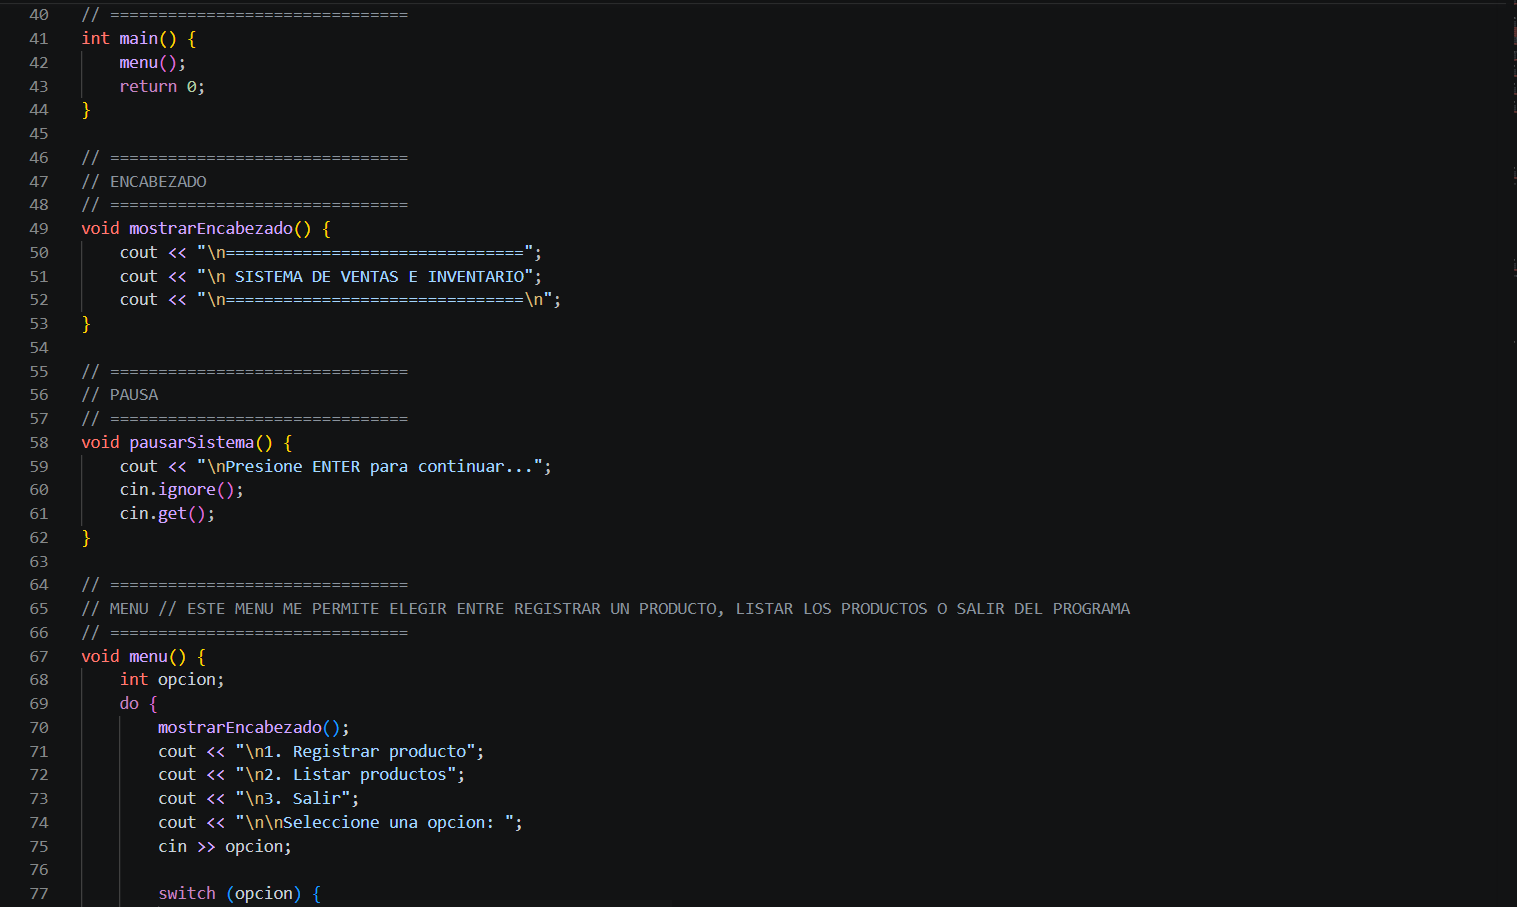 40 // ===============================
41 int main() {
42     menu();
43     return 0;
44 }
45
46 // ===============================
47 // ENCABEZADO
48 // ===============================
49 void mostrarEncabezado() {
50     cout << "\n===============================";
51     cout << "\n SISTEMA DE VENTAS E INVENTARIO";
52     cout << "\n===============================\n";
53 }
54
55 // ===============================
56 // PAUSA
57 // ===============================
58 void pausarSistema() {
59     cout << "\nPresione ENTER para continuar...";
60     cin.ignore();
61     cin.get();
62 }
63
64 // ===============================
65 // MENU // ESTE MENU ME PERMITE ELEGIR ENTRE REGISTRAR UN PRODUCTO, LISTAR LOS PRODUCTOS O SALIR DEL PROGRAMA
66 // ===============================
67 void menu() {
68     int opcion;
69     do {
70         mostrarEncabezado();
71         cout << "\n1. Registrar producto";
72         cout << "\n2. Listar productos";
73         cout << "\n3. Salir";
74         cout << "\n\nSeleccione una opcion: ";
75         cin >> opcion;
76
77         switch (opcion) {